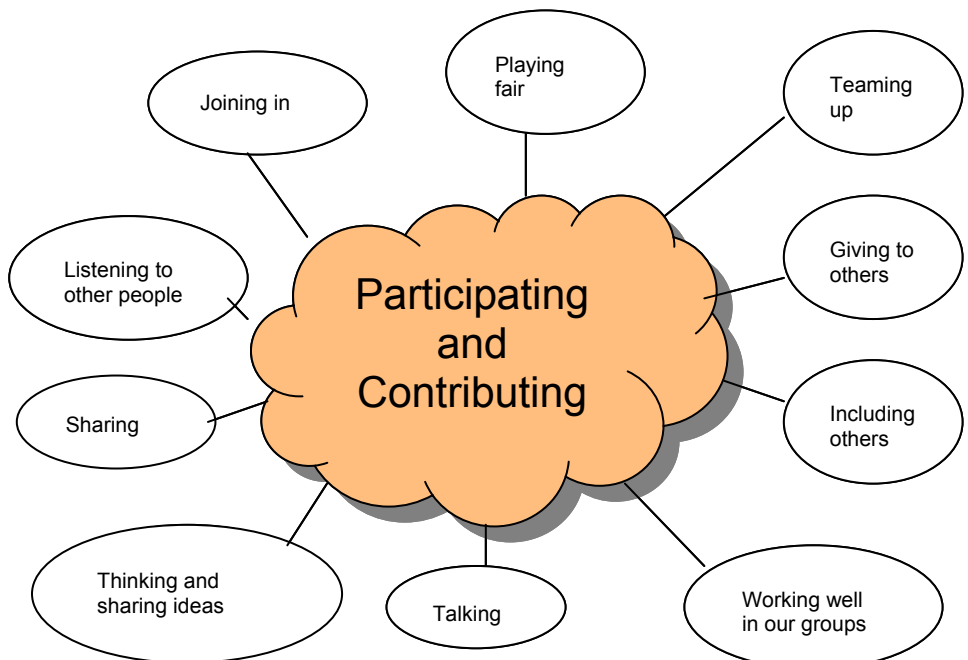 Playing
fair
Joining in
Teaming
up
Listening to
other people
Giving to
others
Participating
and
Contributing
Sharing
Including
others
Thinking and
sharing ideas
Talking
Working well
in our groups